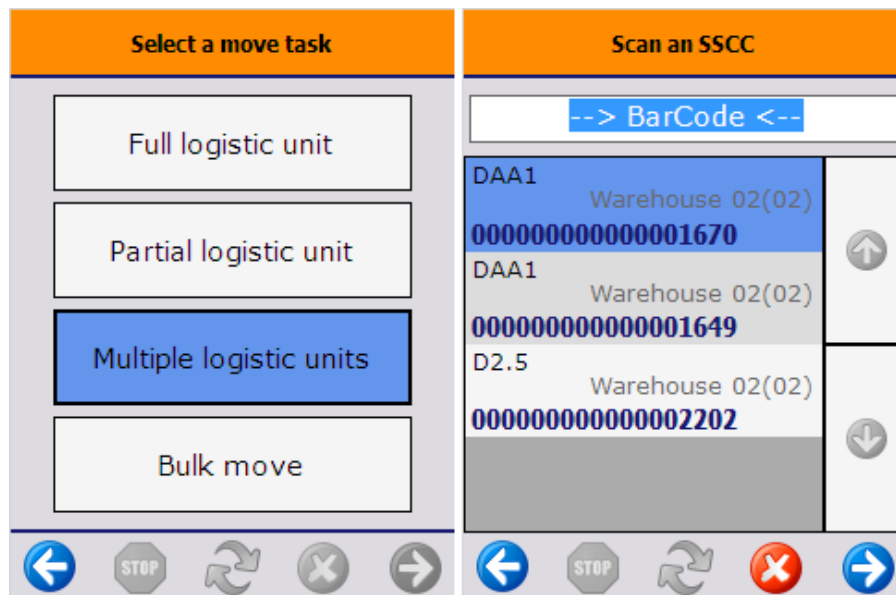 Select a move task
Full logistic unit
Partial logistic unit
Multiple logistic units
Bulk move
STOP
Scan an SSCC
--> BarCode <--
DAA1
Warehouse 02(02)
000000000000001670
DAA1
Warehouse 02(02)
000000000000001649
D2.5
Warehouse 02(02)
000000000000002202
STOP